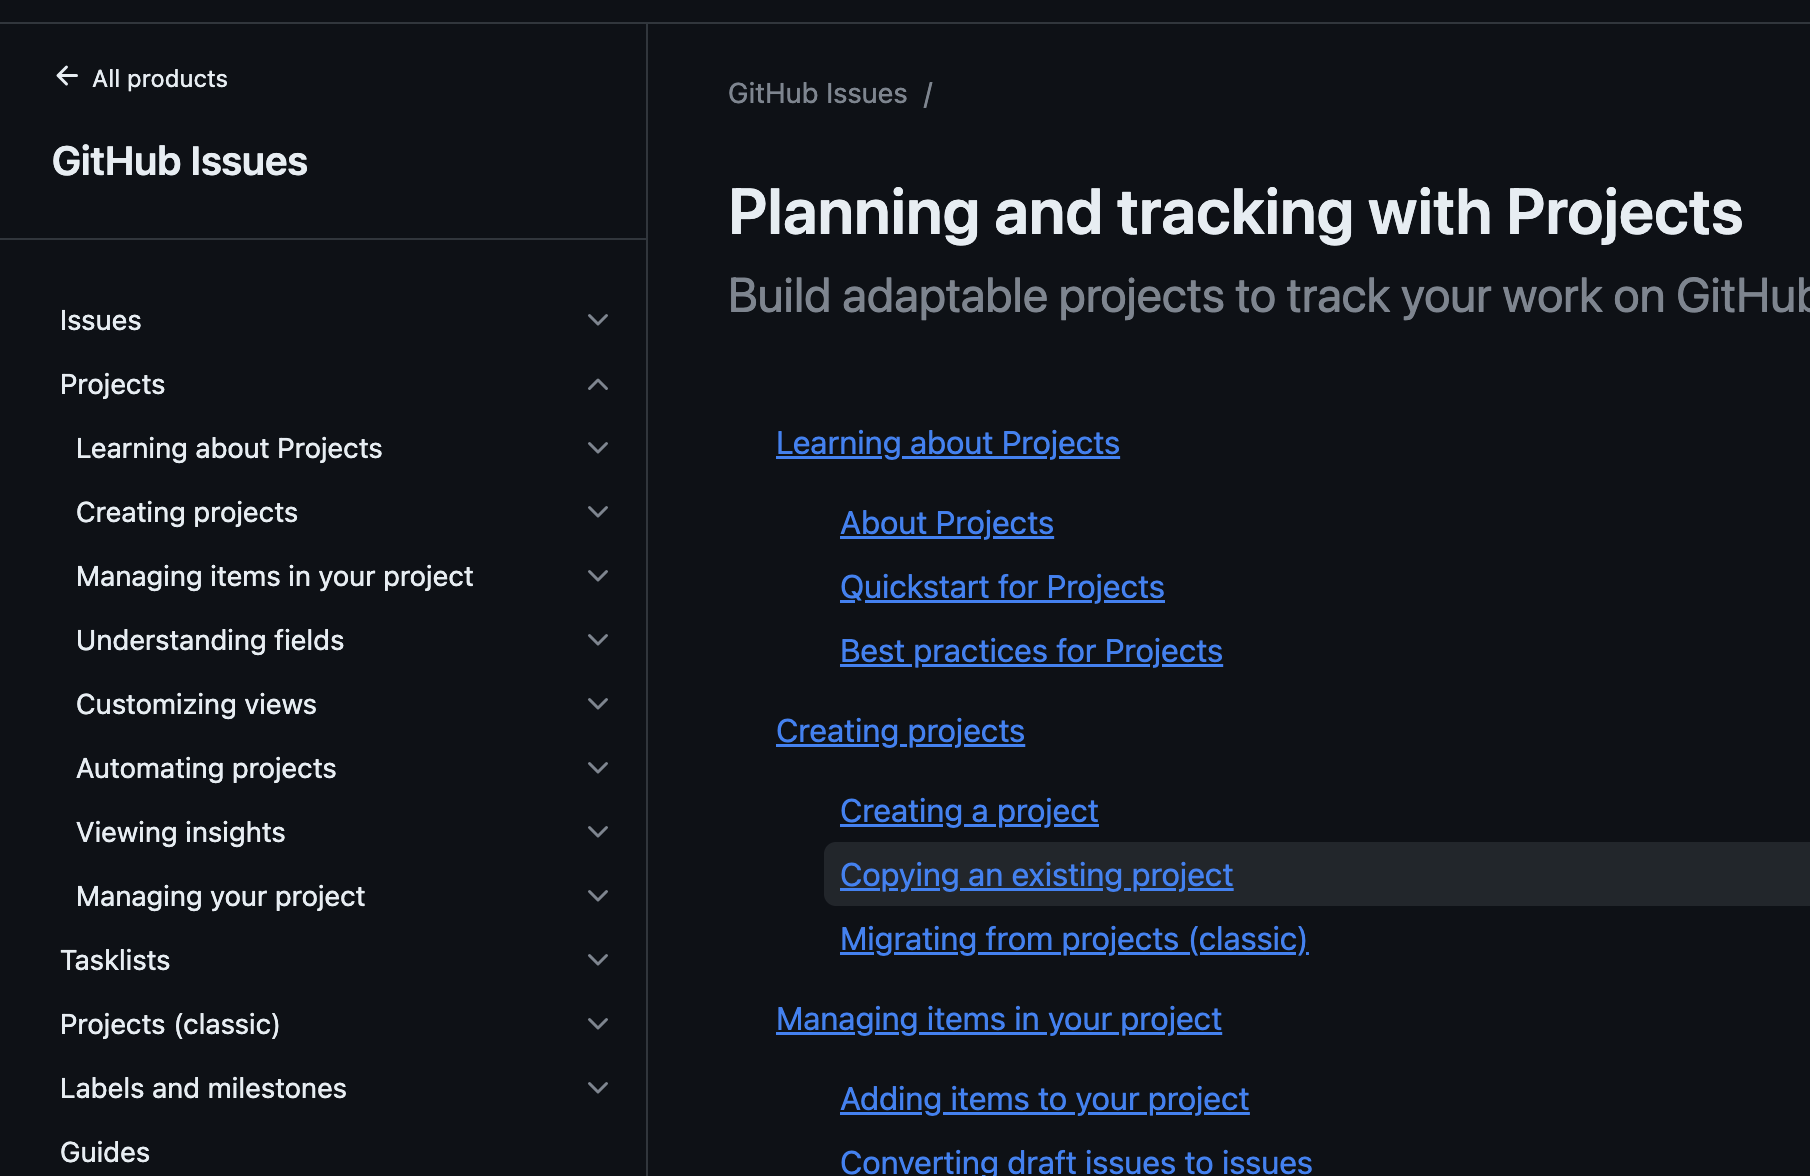 All products
GitHub Issues
Issues
Projects
Learning about Projects
Creating projects
Managing items in your project
Understanding fields
Customizing views
Automating projects
Viewing insights
Managing your project
Tasklists
Projects (classic)
Labels and milestones
Guides
GitHub Issues /
Planning and tracking with Projects
Build adaptable projects to track your work on GitHub
Learning about Projects
About Projects
Quickstart for Projects
Best practices for Projects
Creating projects
Creating a project
Copying an existing project
Migrating from projects (classic)
Managing items in your project
Adding items to your project
Converting draft issues to issues